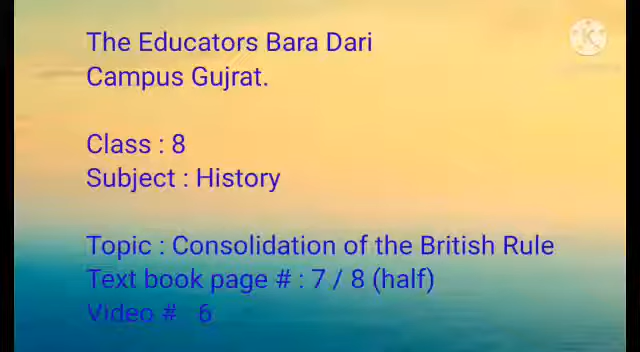 The Educators Bara Dari
Campus Gujrat.
Class : 8
Subject : History
Topic : Consolidation of the British Rule
Text book page # : 7 / 8 (half)
Video # 6